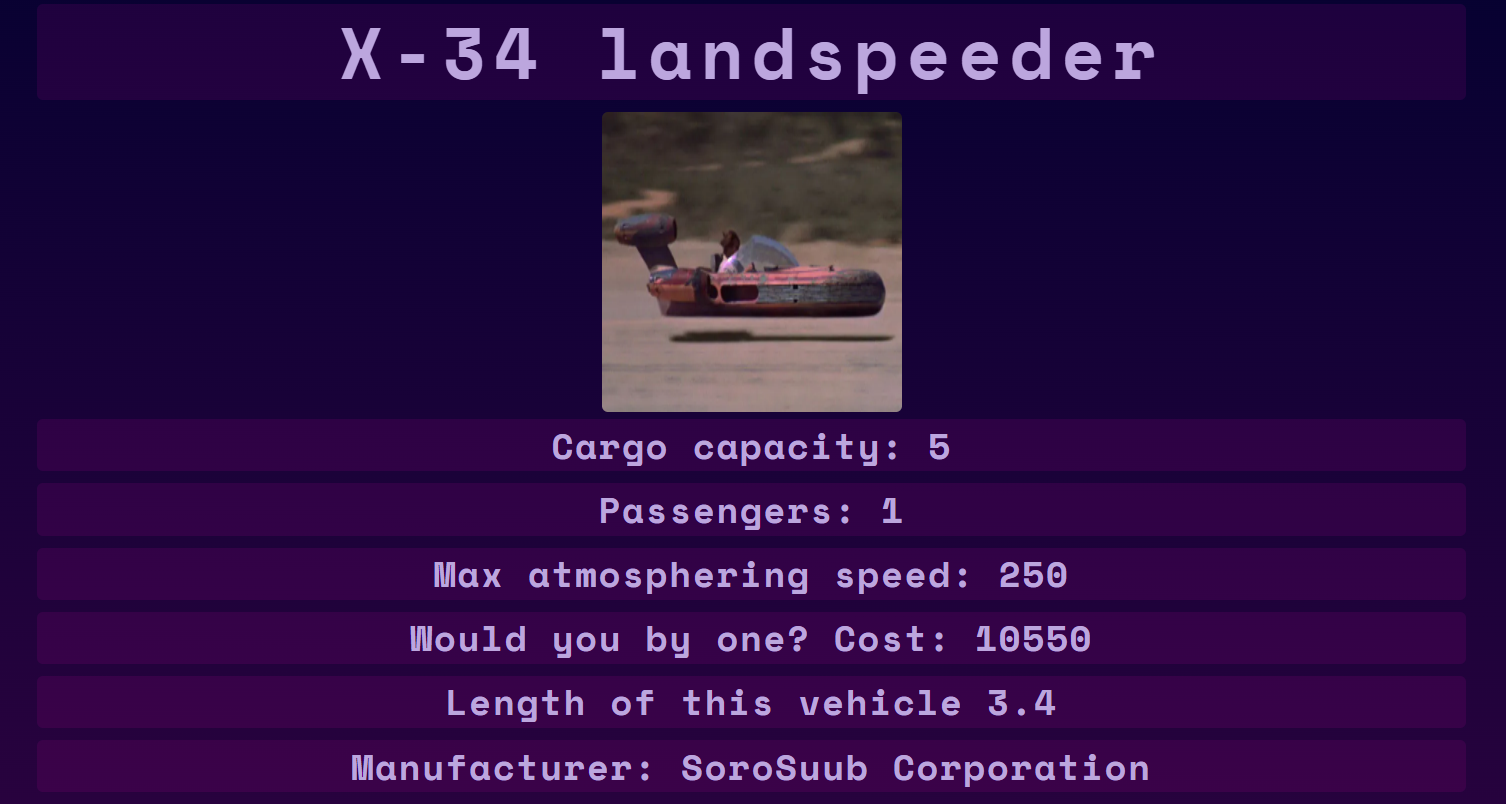 X-34 landspeeder
Cargo capacity: 5
Passengers: 1
Max atmosphering speed: 250
Would you by one? Cost: 10550
Length of this vehicle 3.4
Manufacturer: SoroSuub Corporation